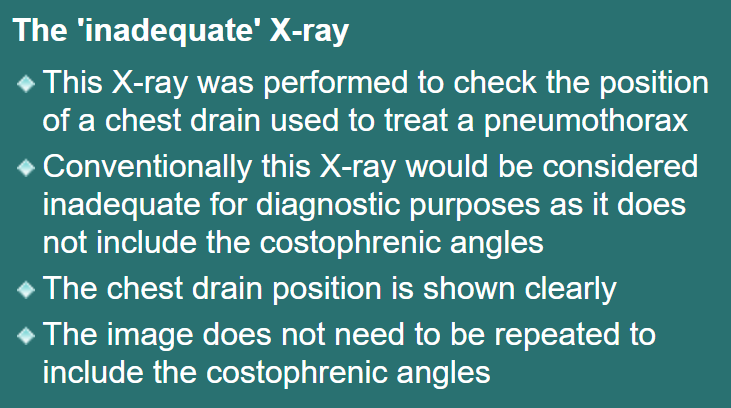 The 'inadequate' X-ray
This X-ray was performed to check the position
of a chest drain used to treat a pneumothorax
Conventionally this X-ray would be considered
inadequate for diagnostic purposes as it does
not include the costophrenic angles
The chest drain position is shown clearly
The image does not need to be repeated to
include the costophrenic angles